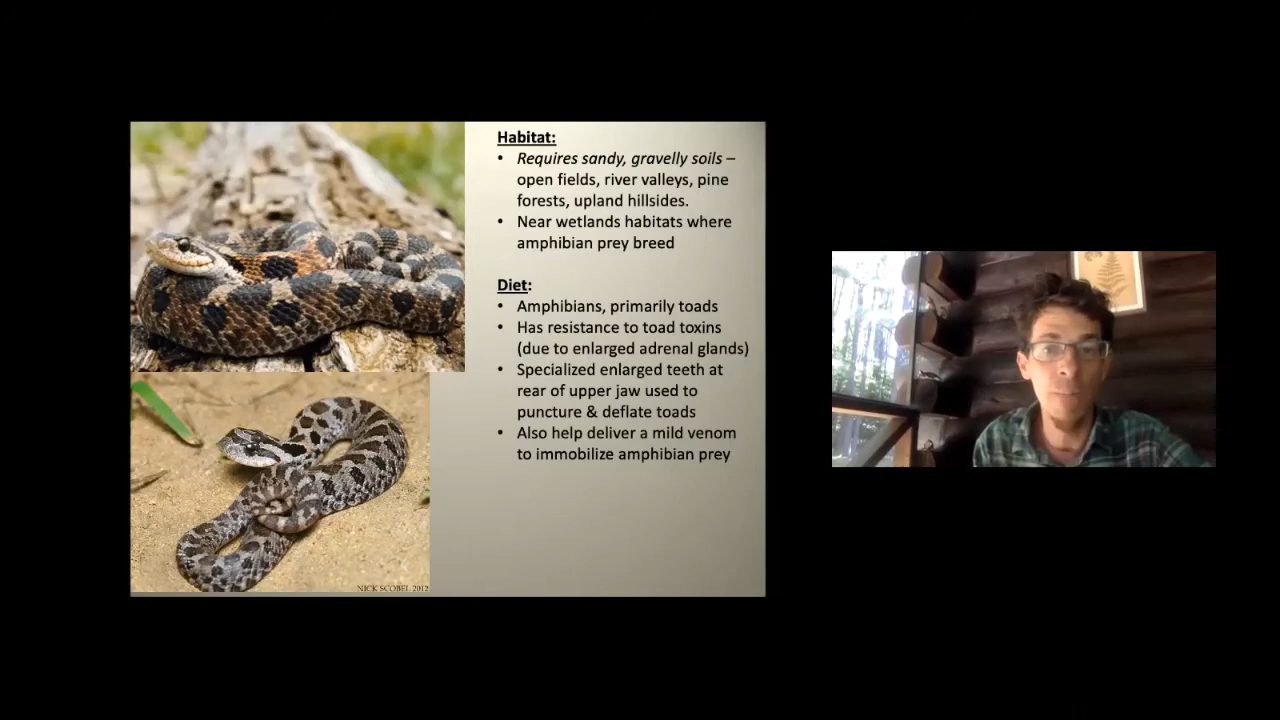 Habitat:
• Requires sandy, gravelly soils –
open fields, river valleys, pine
forests, upland hillsides.
• Near wetlands habitats where
amphibian prey breed
Diet:
• Amphibians, primarily toads
• Has resistance to toad toxins
(due to enlarged adrenal glands)
• Specialized enlarged teeth at
rear of upper jaw used to
puncture & deflate toads
• Also help deliver a mild venom
to immobilize amphibian prey
NICK SCOBEL 2012